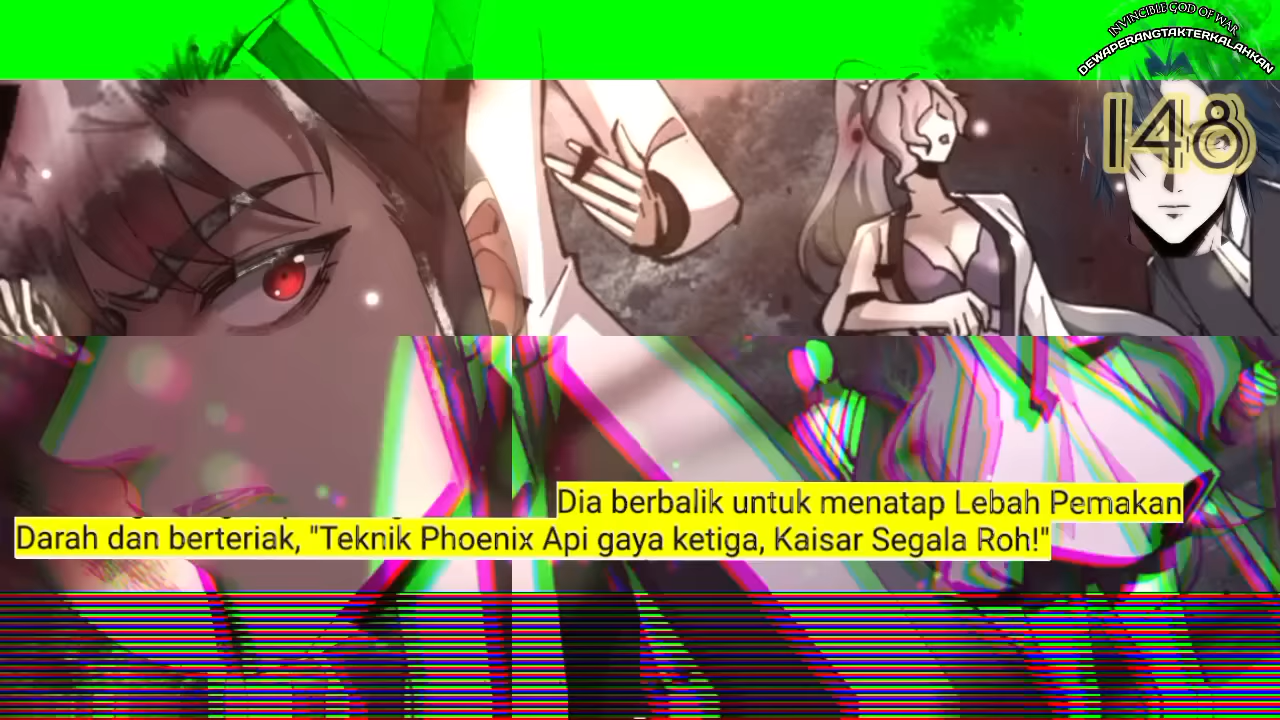 INVINCIBLE GOD OF WAR
DEWAPERANGTAKTERKALAHKAN
148
Dia berbalik untuk menatap Lebah Pemakan
Darah dan berteriak, "Teknik Phoenix Api gaya ketiga, Kaisar Segala Roh!"